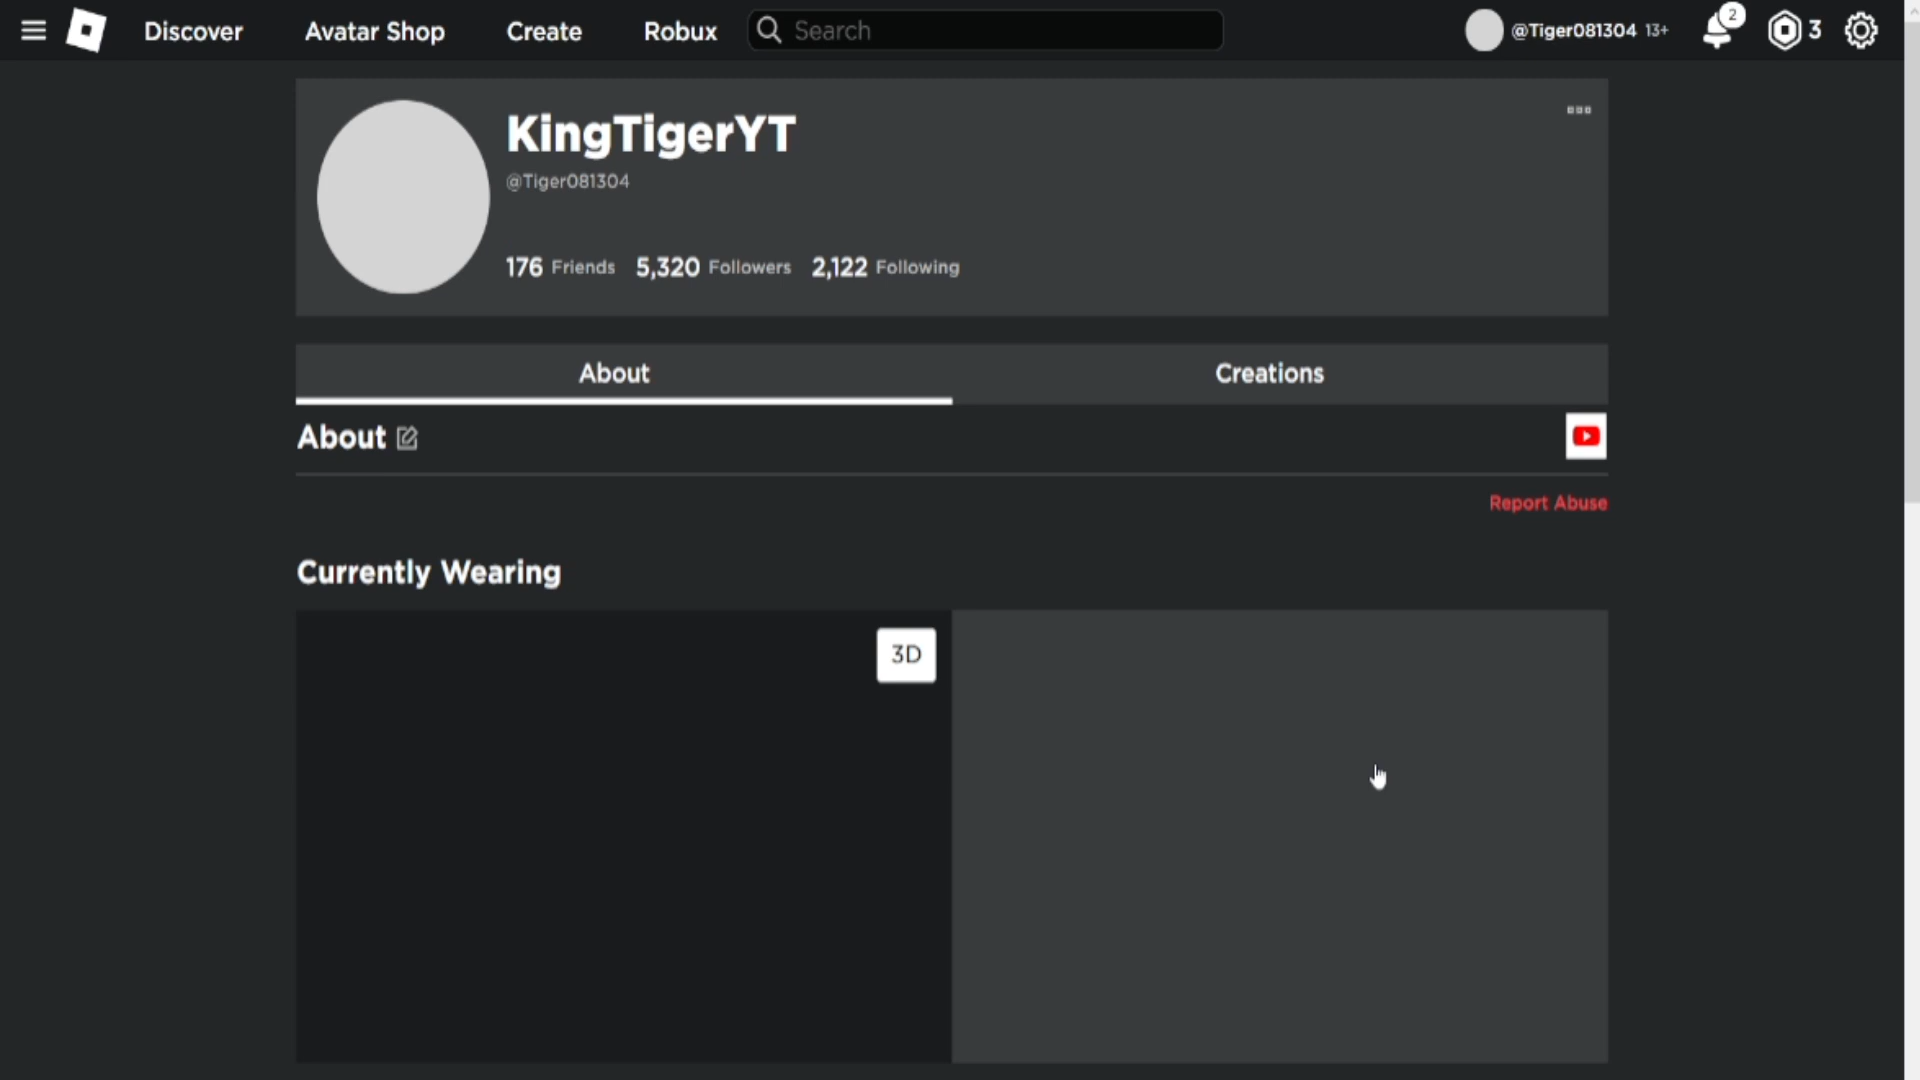 Discover Avatar Shop Create Robux Search @Tiger081304 13+ 2 3
KingTigerYT
@Tiger081304
176 Friends 5,320 Followers 2,122 Following
About Creations
About
Report Abuse
Currently Wearing
3D